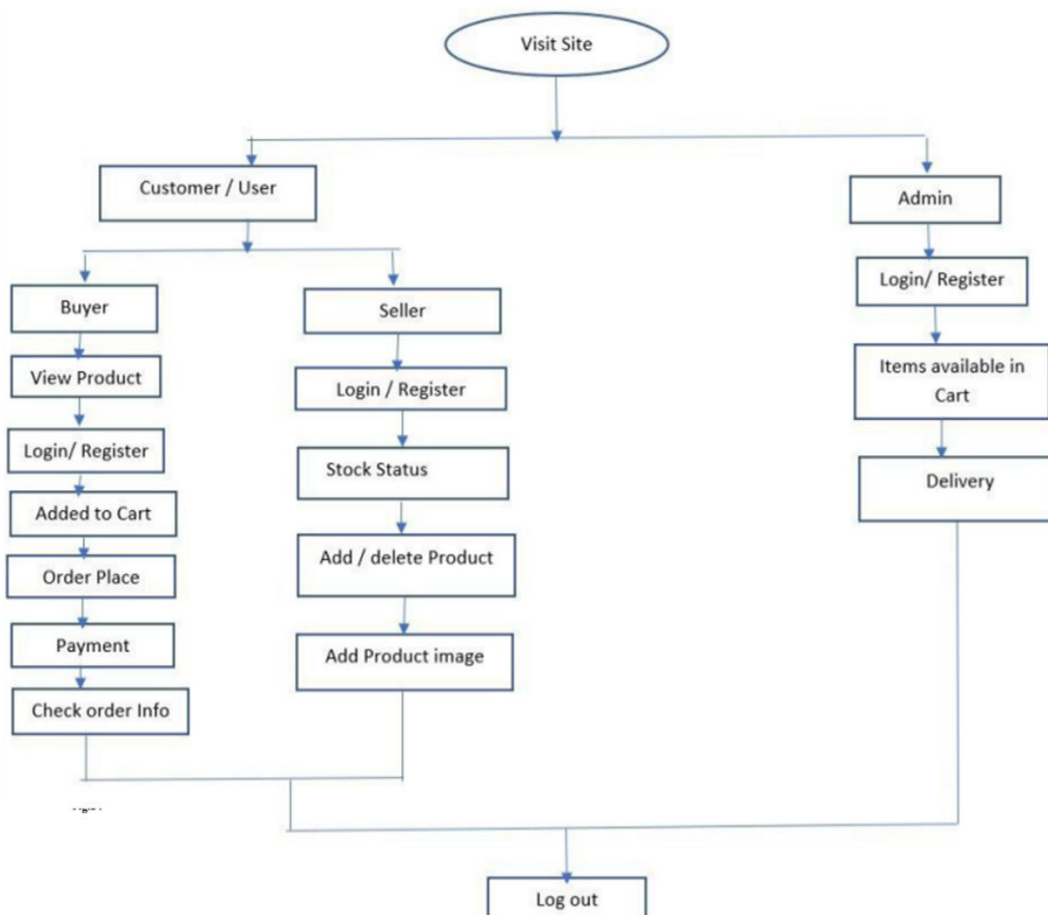 Visit Site
Customer / User
Admin
Buyer
Seller
Login/ Register
View Product
Login / Register
Items available in
Cart
Login/ Register
Stock Status
Delivery
Added to Cart
Add / delete Product
Order Place
Payment
Add Product image
Check order Info
Log out